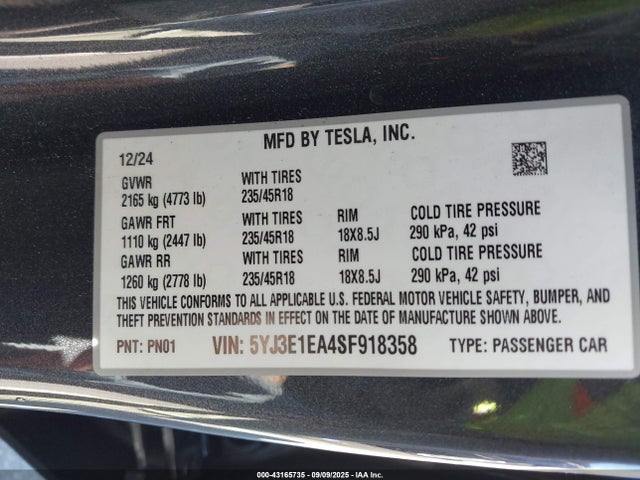 MFD BY TESLA, INC.
12/24
GVWR WITH TIRES
2165 kg (4773 lb) 235/45R18
GAWR FRT WITH TIRES RIM COLD TIRE PRESSURE
1110 kg (2447 lb) 235/45R18 18X8.5J 290 kPa, 42 psi
GAWR RR WITH TIRES RIM COLD TIRE PRESSURE
1260 kg (2778 lb) 235/45R18 18X8.5J 290 kPa, 42 psi
THIS VEHICLE CONFORMS TO ALL APPLICABLE U.S. FEDERAL MOTOR VEHICLE SAFETY, BUMPER, AND
THEFT PREVENTION STANDARDS IN EFFECT ON THE DATE OF MANUFACTURE SHOWN ABOVE.
PNT: PN01 VIN: 5YJ3E1EA4SF918358 TYPE: PASSENGER CAR
000-43165735 - 09/09/2025 - IAA Inc.